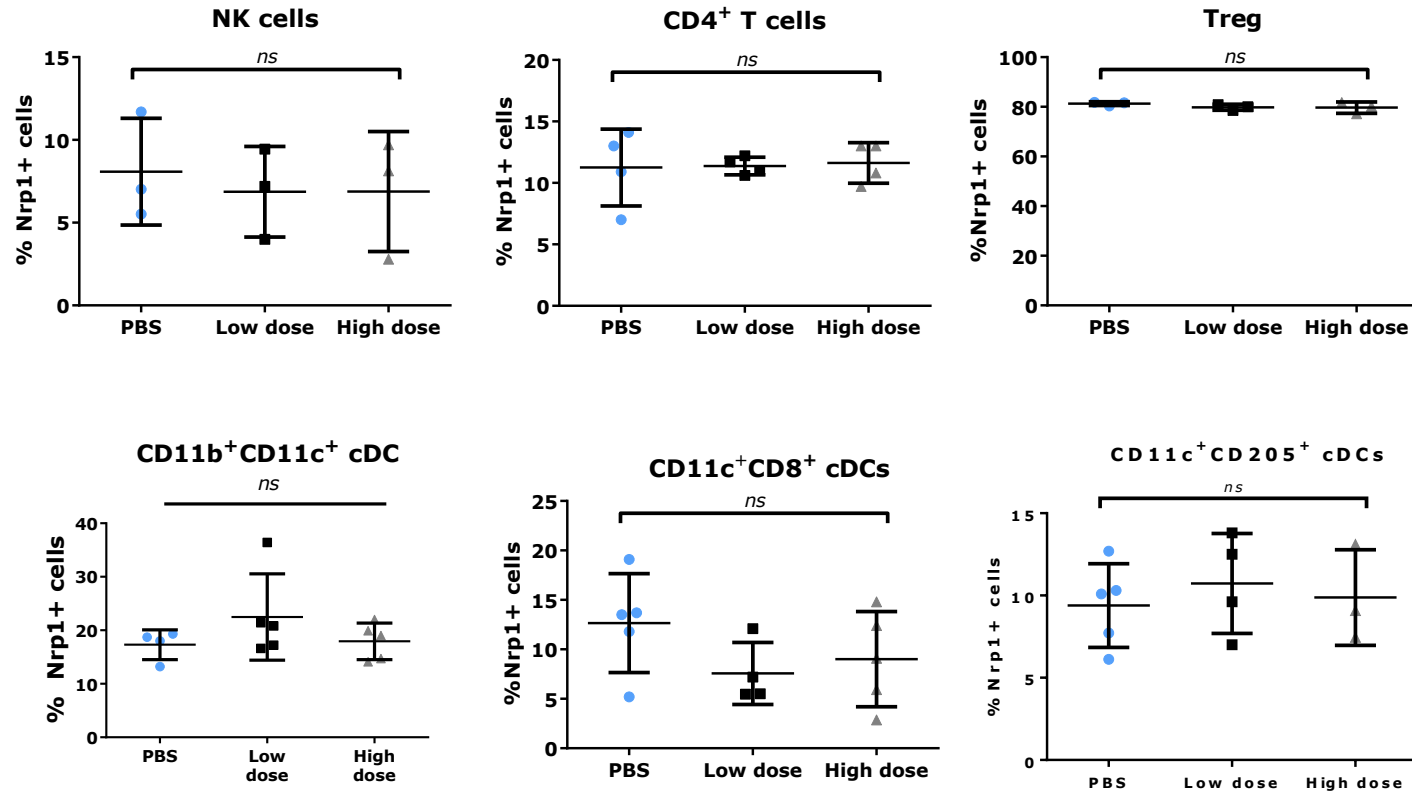 NK cells
ns
% Nrp1+ cells
15
10
5
0
PBS Low dose High dose
CD4⁺ T cells
ns
% Nrp1+ cells
20
15
10
5
0
PBS Low dose High dose
Treg
ns
%Nrp1+ cells
100
80
60
40
20
0
PBS Low dose High dose
CD11b⁺CD11c⁺ cDC
ns
% Nrp1+ cells
40
30
20
10
0
PBS Low High
dose dose
CD11c⁺CD8⁺ cDCs
ns
%Nrp1+ cells
25
20
15
10
5
0
PBS Low dose High dose
CD11c⁺CD205⁺ cDCs
ns
% Nrp1+ cells
15
10
5
0
PBS Low dose High dose